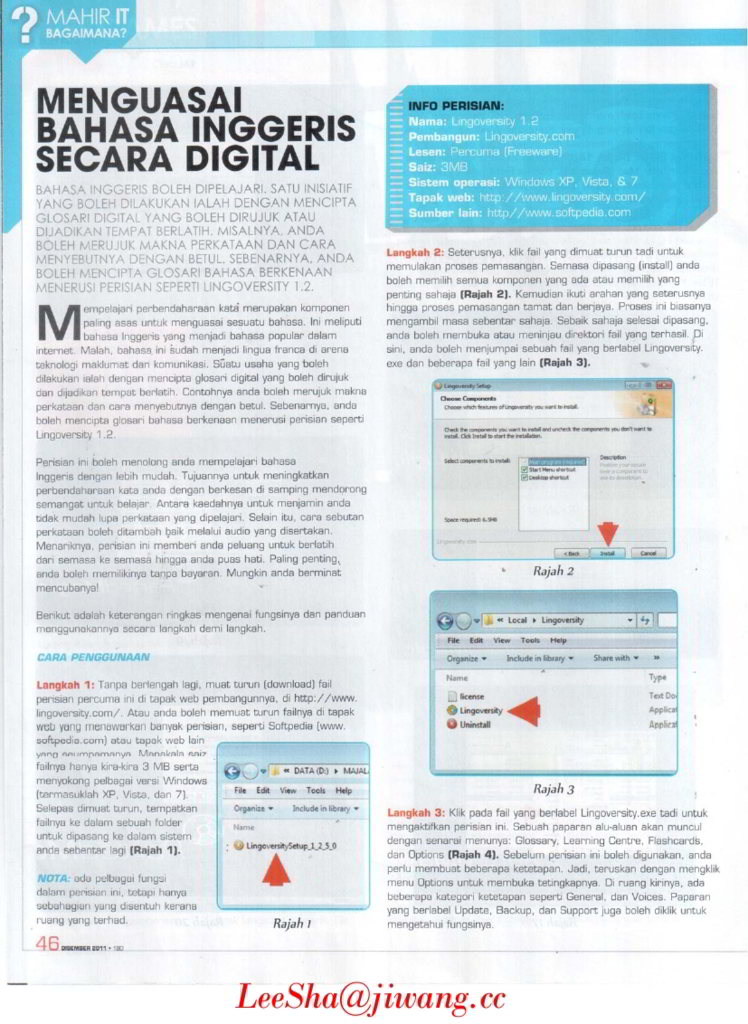 ?
MAHIR IT
BAGAIMANA?
MENGUASAI
BAHASA INGGERIS
SECARA DIGITAL
BAHASA INGGERIS BOLEH DIPELAJARI. SATU INISIATIF
YANG BOLEH DILAKUKAN IALAH DENGAN MENCIPTA
GLOSARI DIGITAL YANG BOLEH DIRUJUK ATAU
DIJADIKAN TEMPAT BERLATIH. MISALNYA, ANDA
BOLEH MERUJUK MAKNA PERKATAAN DAN CARA
MENYEBUTNYA DENGAN BETUL. SEBENARNYA, ANDA
BOLEH MENCIPTA GLOSARI BAHASA BERKENAAN
MENERUSI PERISIAN SEPERTI LINGOVERSITY 1.2.
Mempelajari perbendaharaan kata merupakan komponen
paling asas untuk menguasai sesuatu bahasa. Ini meliputi
bahasa Inggeris yang menjadi bahasa popular dalam
internet. Malah, bahasa ini sudah menjadi lingua franca di arena
teknologi maklumat dan komunikasi. Suatu usaha yang boleh
dilakukan ialah dengan mencipta glosari digital yang boleh dirujuk
dan dijadikan tempat berlatih. Contohnya anda boleh merujuk makna
perkataan dan cara menyebutnya dengan betul. Sebenarnya, anda
boleh mencipta glosari bahasa berkenaan menerusi perisian seperti
Lingoversity 1.2.
Perisian ini boleh menolong anda mempelajari bahasa
Inggeris dengan lebih mudah. Tujuannya untuk meningkatkan
perbendaharaan kata anda dengan berkesan di samping mendorong
semangat untuk belajar. Antara kaedahnya untuk menjamin anda
tidak mudah lupa perkataan yang dipelajari. Selain itu, cara sebutan
perkataan boleh ditambah baik melalui audio yang disertakan.
Menariknya, perisian ini memberi anda peluang untuk berlatih
dari semasa ke semasa hingga anda puas hati. Paling penting,
anda boleh memilikinya tanpa bayaran. Mungkin anda berminat
mencubanya!
Berikut adalah keterangan ringkas mengenai fungsinya dan panduan
menggunakannya secara langkah demi langkah.
CARA PENGGUNAAN
Langkah 1: Tanpa bertengah lagi, muat turun (download) fail
perisian percuma ini di tapak web pembangunnya, di http://www.
lingoversity.com/. Atau anda boleh memuat turun failnya di tapak
web yang menawarkan banyak perisian, seperti Softpedia (www.
softpedia.com) atau tapak web lain
yang seumpamanya. Manakala saiz
failnya hanya kira-kira 3 MB serta
menyokong pelbagai versi Windows
(termasuklah XP, Vista, dan 7).
Selepas dimuat turun, tempatkan
failnya ke dalam sebuah folder
untuk dipasang ke dalam sistem
anda sebentar lagi (Rajah 1).
NOTA: ada pelbagai fungsi
dalam perisian ini, tetapi hanya
sebahagian yang disentuh kerana
ruang yang terhad.
« DATA (D:) ▸ MAJAL
File Edit View Tools Help
Organize Include in library
Name
LingoversitySetup_1_2_5_0
Rajah 1
46 DISEMBER 2011 • 180
INFO PERISIAN:
Nama: Lingoversity 1.2
Pembangun: Lingoversity.com
Lesen: Percuma (Freeware)
Saiz: 3MB
Sistem operasi: Windows XP, Vista, & 7
Tapak web: http://www.lingoversity.com/
Sumber lain: http//www.softpedia.com
Langkah 2: Seterusnya, klik fail yang dimuat turun tadi untuk
memulakan proses pemasangan. Semasa dipasang (install) anda
boleh memilih semua komponen yang ada atau memilih yang
penting sahaja (Rajah 2). Kemudian ikuti arahan yang seterusnya
hingga proses pemasangan tamat dan berjaya. Proses ini biasanya
mengambil masa sebentar sahaja. Sebaik sahaja selesai dipasang,
anda boleh membuka atau meninjau direktori fail yang terhasil. Di
sini, anda boleh menjumpai sebuah fail yang berlabel Lingoversity.
exe dan beberapa fail yang lain (Rajah 3).
Lingoversity Setup
Choose Components
Choose which features of Lingoversity you want to install.
Check the components you want to install and uncheck the components you don't want to
install. Click Install to start the installation.
Select components to install:
Start Menu shortcut
Desktop shortcut
Description
Space required: 6.5MB
< Back Install Cancel
Rajah 2
« Local ▸ Lingoversity
File Edit View Tools Help
Organize Include in library Share with »
Name Type
license Text Do
Lingoversity Applicat
Uninstall Applicat
Rajah 3
Langkah 3: Klik pada fail yang berlabel Lingoversity.exe tadi untuk
mengaktifkan perisian ini. Sebuah paparan alu-aluan akan muncul
dengan senarai menunya: Glossary, Learning Centre, Flashcards,
dan Options (Rajah 4). Sebelum perisian ini boleh digunakan, anda
perlu membuat beberapa ketetapan. Jadi, teruskan dengan mengklik
menu Options untuk membuka tetingkapnya. Di ruang kirinya, ada
beberapa kategori ketetapan seperti General, dan Voices. Paparan
yang berlabel Update, Backup, dan Support juga boleh diklik untuk
mengetahui fungsinya.
LeeSha@jiwang.cc